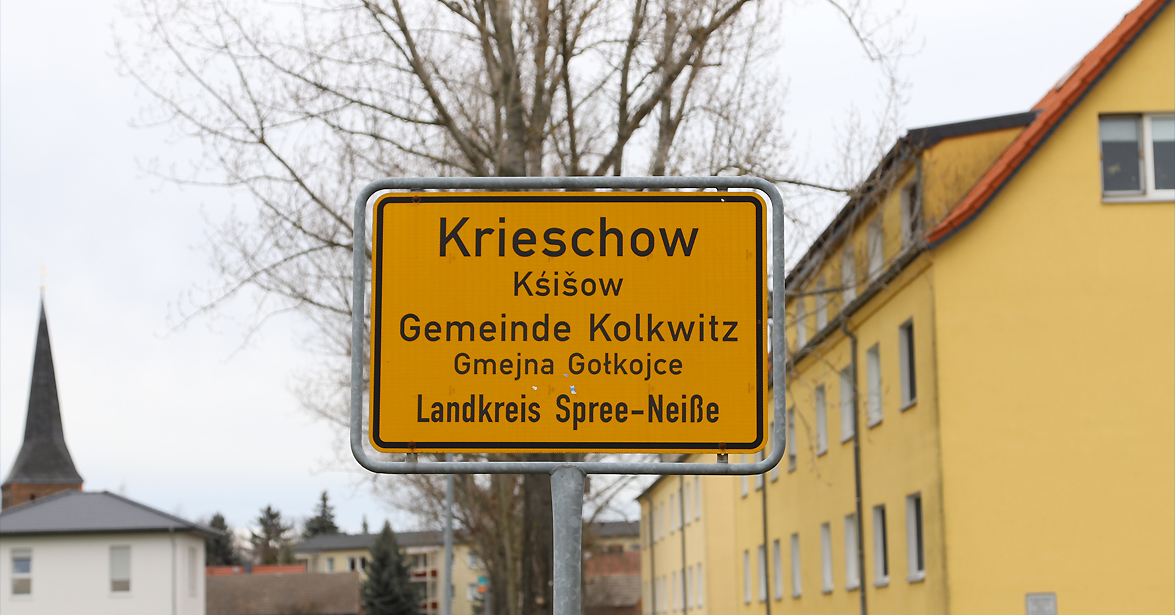 Krieschow
Kśišow
Gemeinde Kolkwitz
Gmejna Gołkojce
Landkreis Spree-Neiße